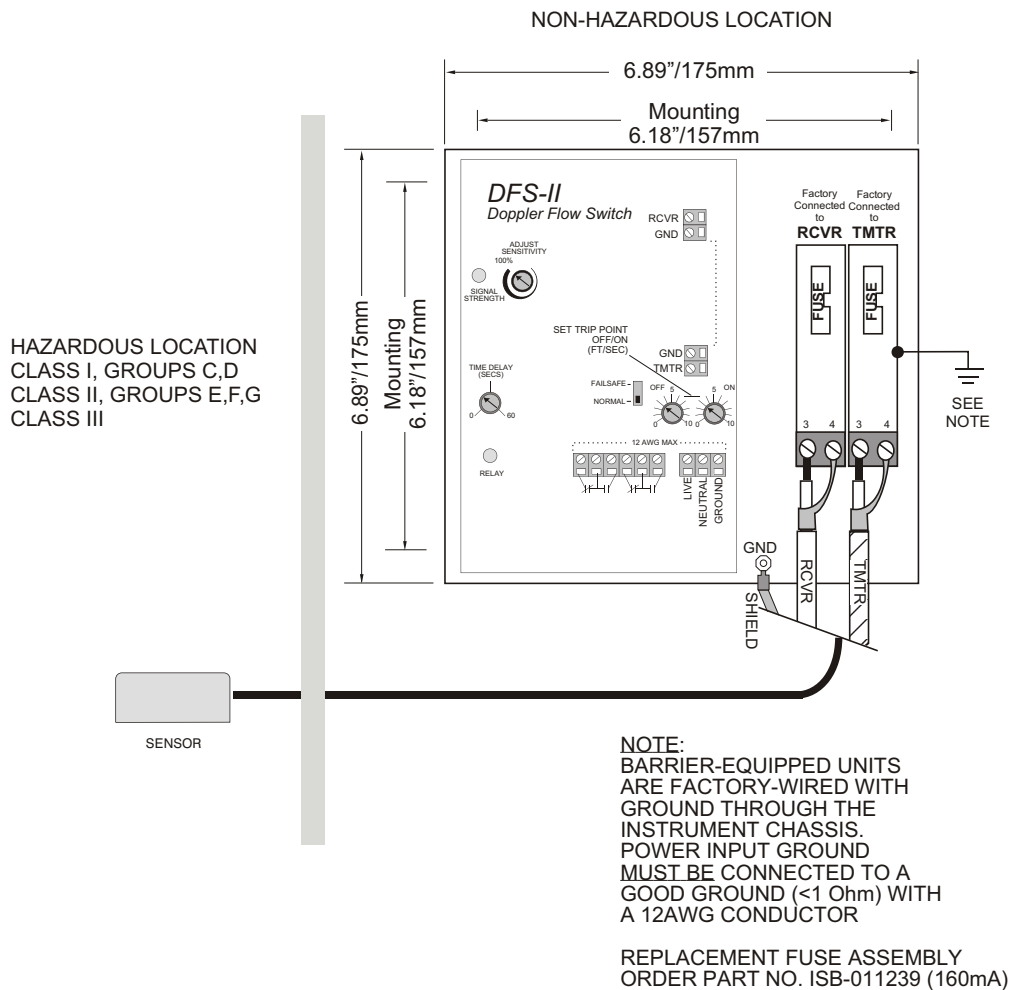 NON-HAZARDOUS LOCATION
6.89”/175mm
Mounting
6.18”/157mm
6.89”/175mm
Mounting
6.18”/157mm
HAZARDOUS LOCATION
CLASS I, GROUPS C,D
CLASS II, GROUPS E,F,G
CLASS III
DFS-II
Doppler Flow Switch
ADJUST
SENSITIVITY
100%
SIGNAL
STRENGTH
RCVR
GND
SET TRIP POINT
OFF/ON
(FT/SEC)
GND
TMTR
TIME DELAY
(SECS)
0 60
FAILSAFE
NORMAL
OFF 5 5 ON
0 10 0 10
RELAY
12 AWG MAX
LIVE
NEUTRAL
GROUND
Factory
Connected
to
RCVR
Factory
Connected
to
TMTR
FUSE
FUSE
3 4 3 4
SEE
NOTE
GND
SHIELD
RCVR
TMTR
SENSOR
NOTE:
BARRIER-EQUIPPED UNITS
ARE FACTORY-WIRED WITH
GROUND THROUGH THE
INSTRUMENT CHASSIS.
POWER INPUT GROUND
MUST BE CONNECTED TO A
GOOD GROUND (<1 Ohm) WITH
A 12AWG CONDUCTOR
REPLACEMENT FUSE ASSEMBLY
ORDER PART NO. ISB-011239 (160mA)